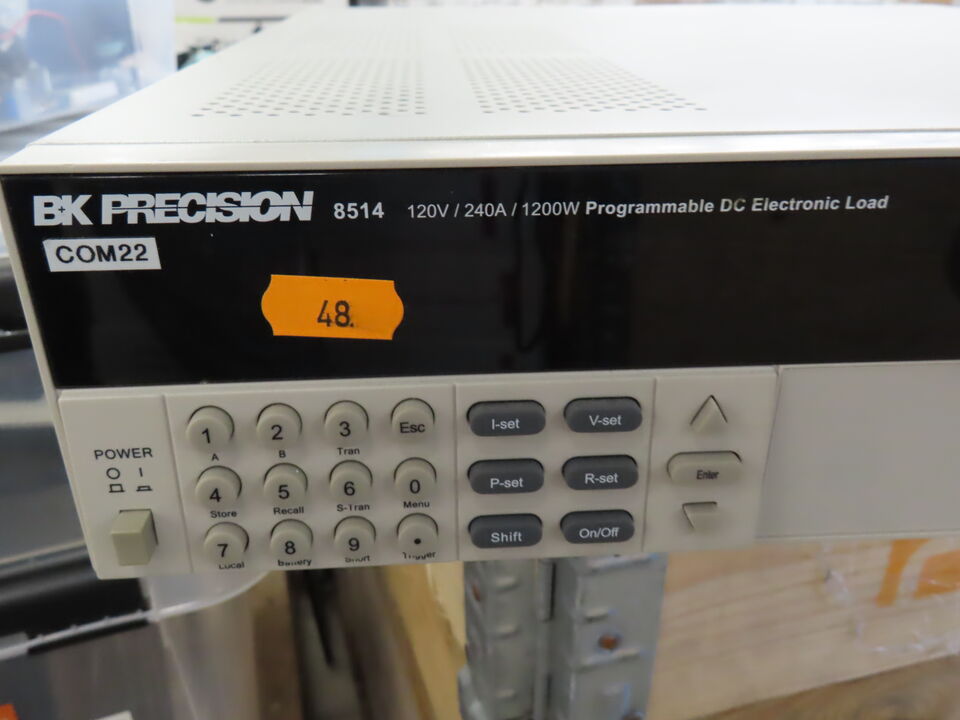 BK PRECISION 8514 120V / 240A / 1200W Programmable DC Electronic Load
COM22
48.
POWER
1 2 3 Esc
A B Tran
I-set V-set
4 5 6 0
Store Recall S-Tran Menu
P-set R-set
Enter
7 8 9 .
Local Battery Short Trigger
Shift On/Off